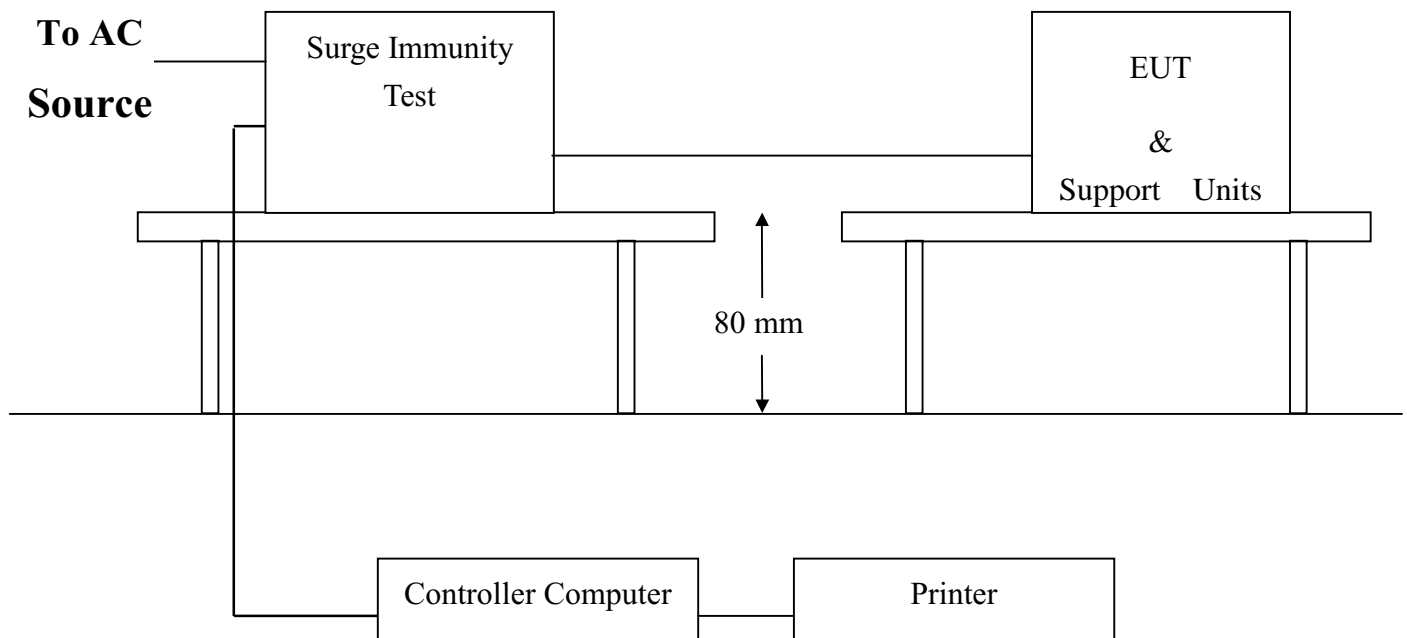 To AC
Source
Surge Immunity
Test
EUT
&
Support Units
80 mm
Controller Computer
Printer